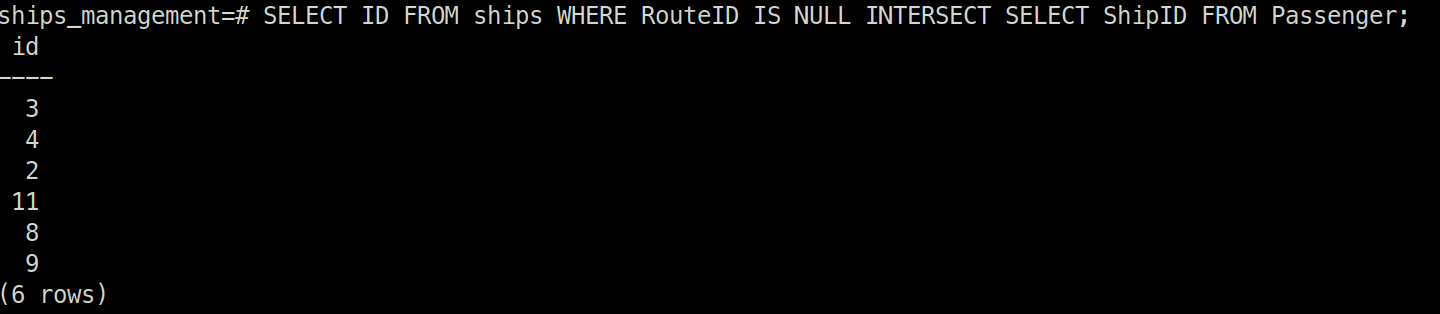 ships_management=# SELECT ID FROM ships WHERE RouteID IS NULL INTERSECT SELECT ShipID FROM Passenger;
 id
----
  3
  4
  2
 11
  8
  9
(6 rows)